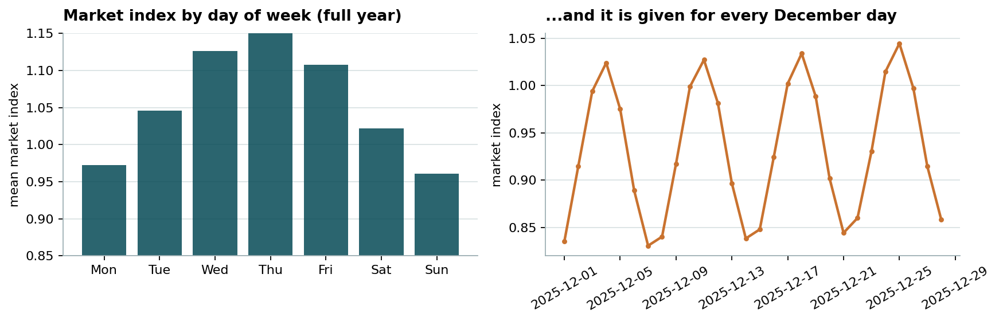 Market index by day of week (full year)
mean market index
1.15
1.10
1.05
1.00
0.95
0.90
0.85
Mon Tue Wed Thu Fri Sat Sun
...and it is given for every December day
market index
1.05
1.00
0.95
0.90
0.85
2025-12-01 2025-12-05 2025-12-09 2025-12-13 2025-12-17 2025-12-21 2025-12-25 2025-12-29